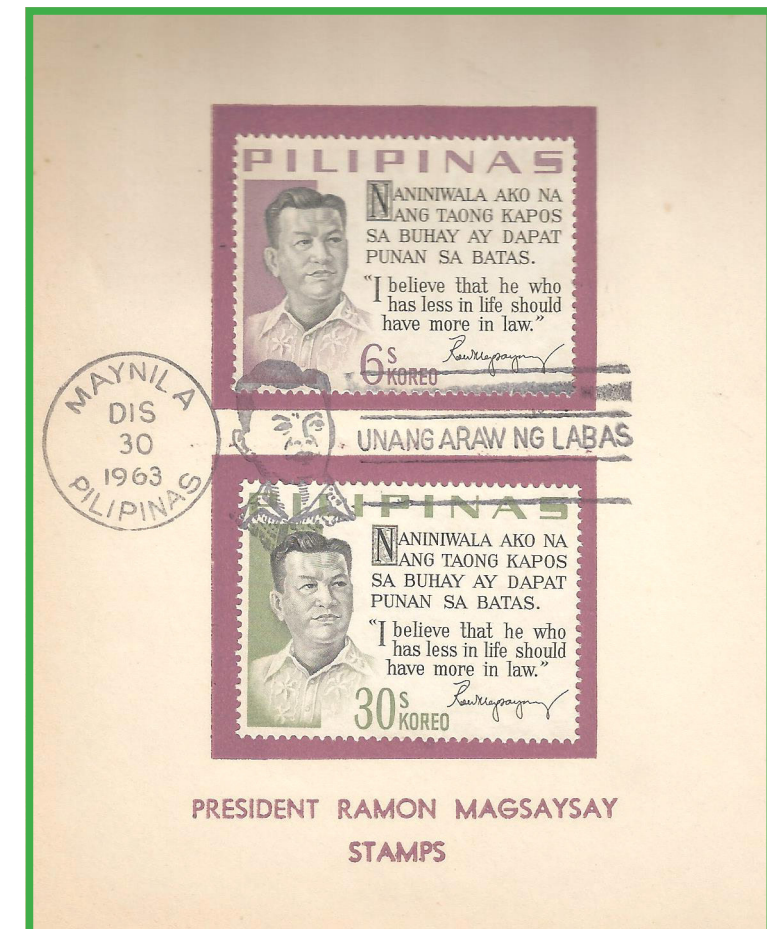 PILIPINAS
NANINIWALA AKO NA
ANG TAONG KAPOS
SA BUHAY AY DAPAT
PUNAN SA BATAS.
"I believe that he who
has less in life should
have more in law."
RamMagsaysay
6s KOREO
MAYNILA
DIS
30
1963
PILIPINAS
UNANG ARAW NG LABAS
PILIPINAS
NANINIWALA AKO NA
ANG TAONG KAPOS
SA BUHAY AY DAPAT
PUNAN SA BATAS.
"I believe that he who
has less in life should
have more in law."
RamMagsaysay
30s KOREO
PRESIDENT RAMON MAGSAYSAY
STAMPS